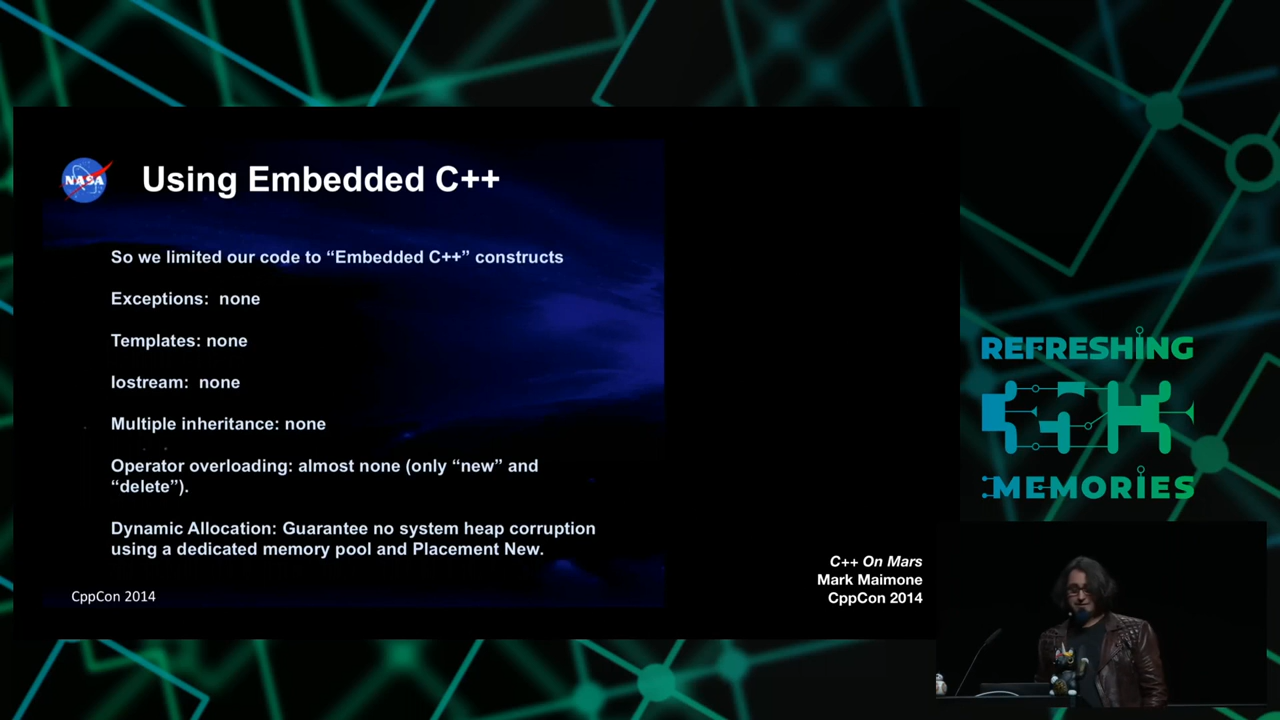 NASA
Using Embedded C++
So we limited our code to “Embedded C++” constructs
Exceptions:  none
Templates: none
Iostream:  none
Multiple inheritance: none
Operator overloading: almost none (only “new” and
“delete”).
Dynamic Allocation: Guarantee no system heap corruption
using a dedicated memory pool and Placement New.
CppCon 2014
C++ On Mars
Mark Maimone
CppCon 2014
REFRESHING
MEMORIES